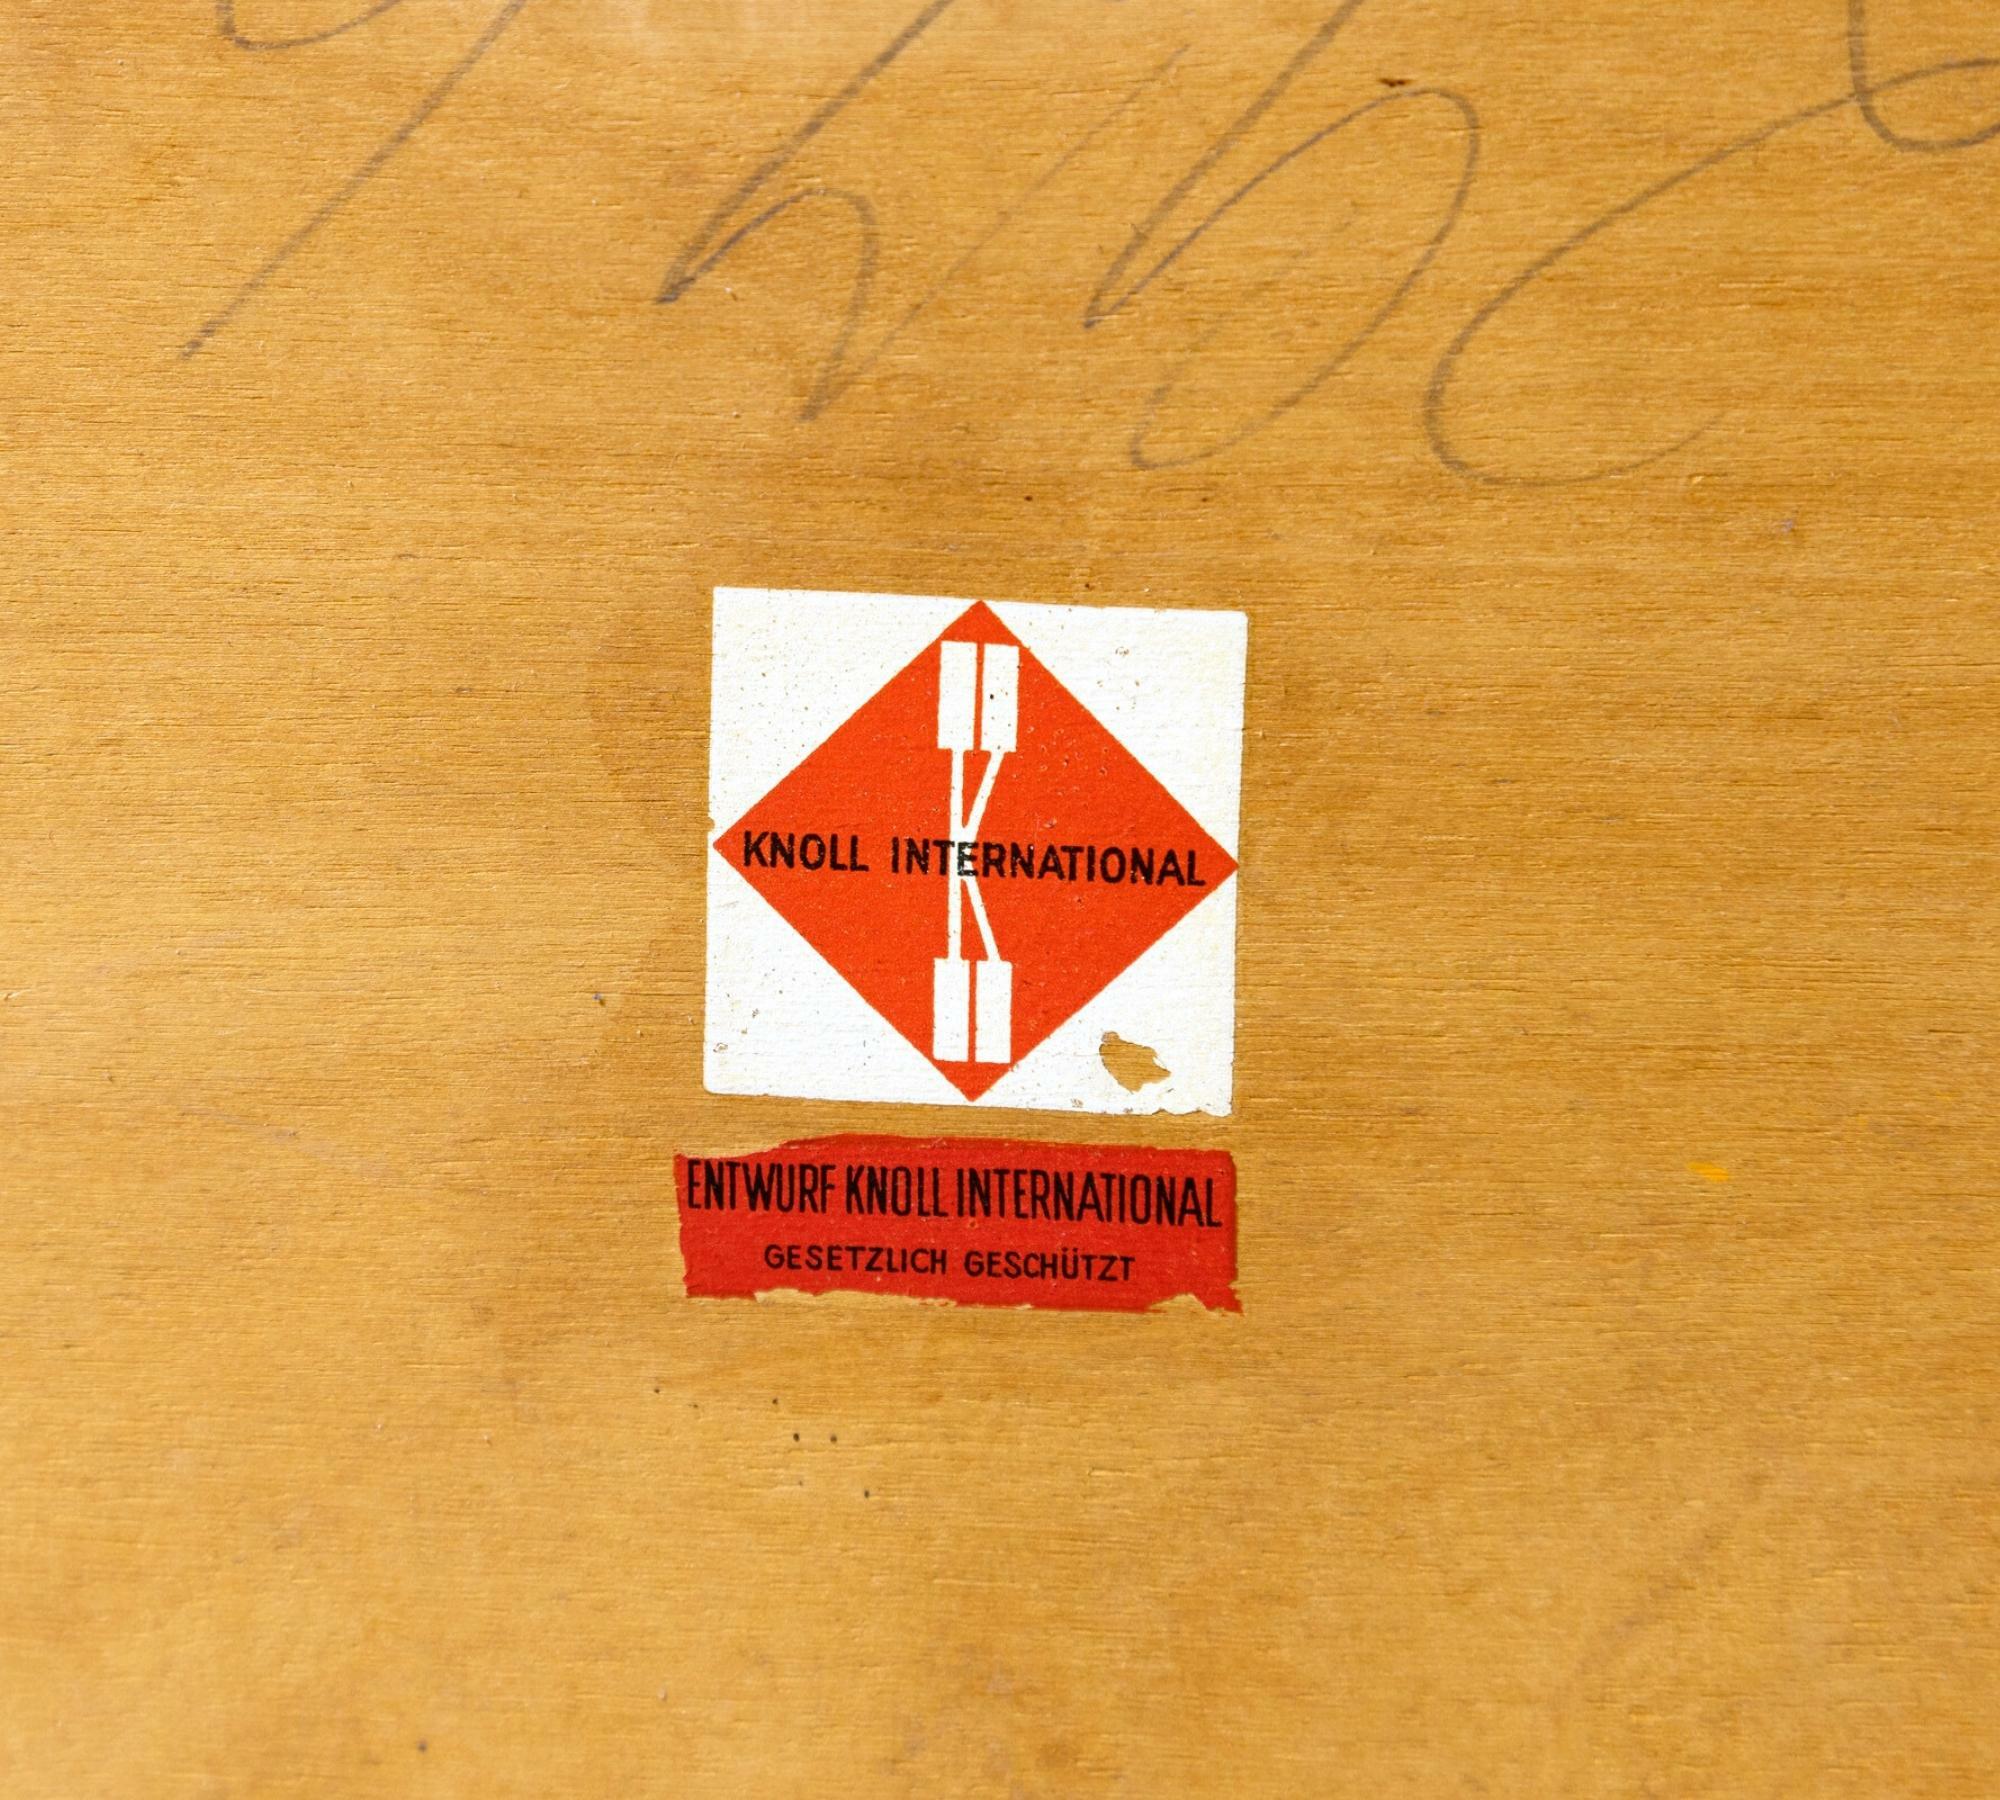 KNOLL INTERNATIONAL
ENTWURF KNOLL INTERNATIONAL
GESETZLICH GESCHÜTZT